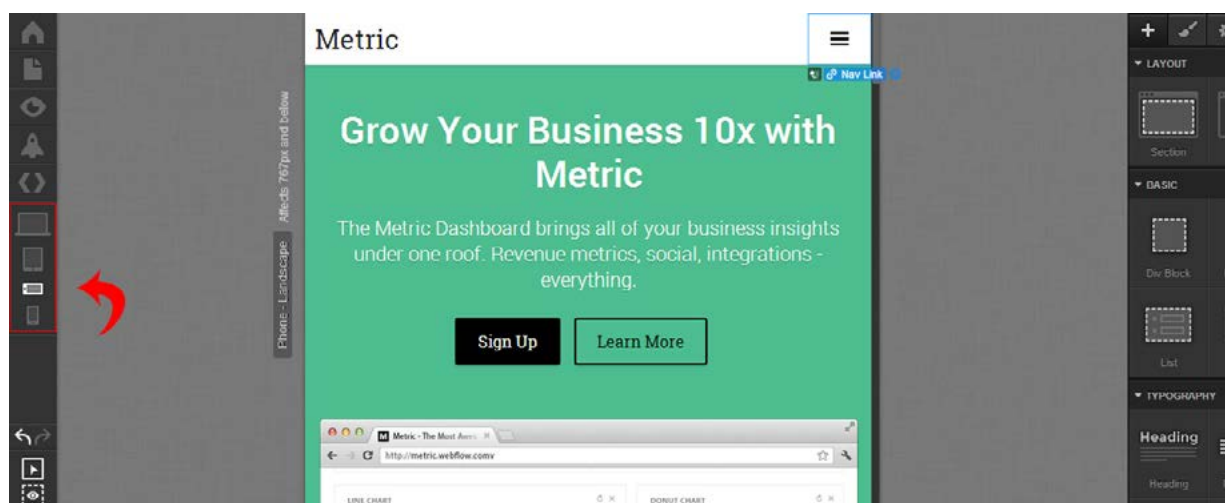 Metric
Nav Link
Affects 767px and below
Phone - Landscape
Grow Your Business 10x with
Metric
The Metric Dashboard brings all of your business insights
under one roof. Revenue metrics, social, integrations -
everything.
Sign Up
Learn More
Metric - The Most Awes
http://metric.webflow.comv
LINE CHART
DONUT CHART
LAYOUT
Section
BASIC
Div Block
List
TYPOGRAPHY
Heading
Heading